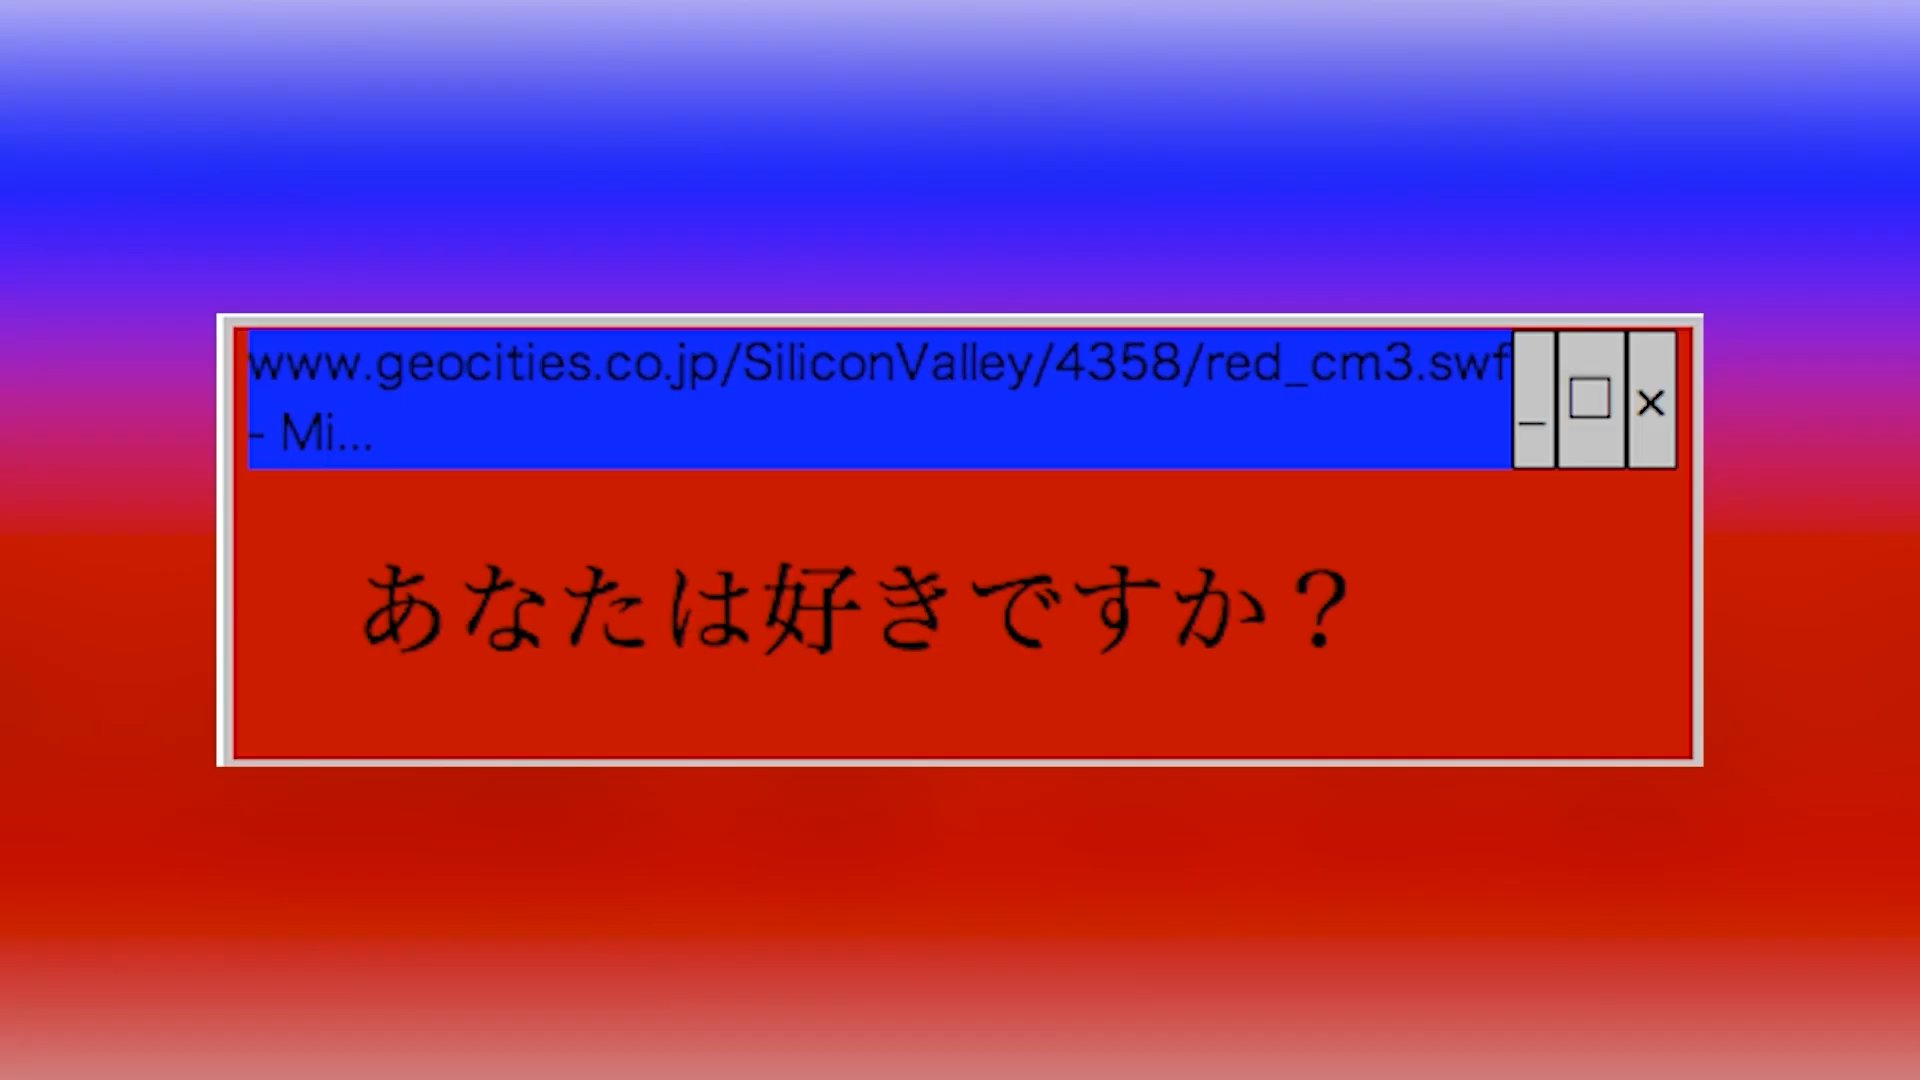 www.geocities.co.jp/SiliconValley/4358/red_cm3.swf
- Mi...
あなたは好きですか？